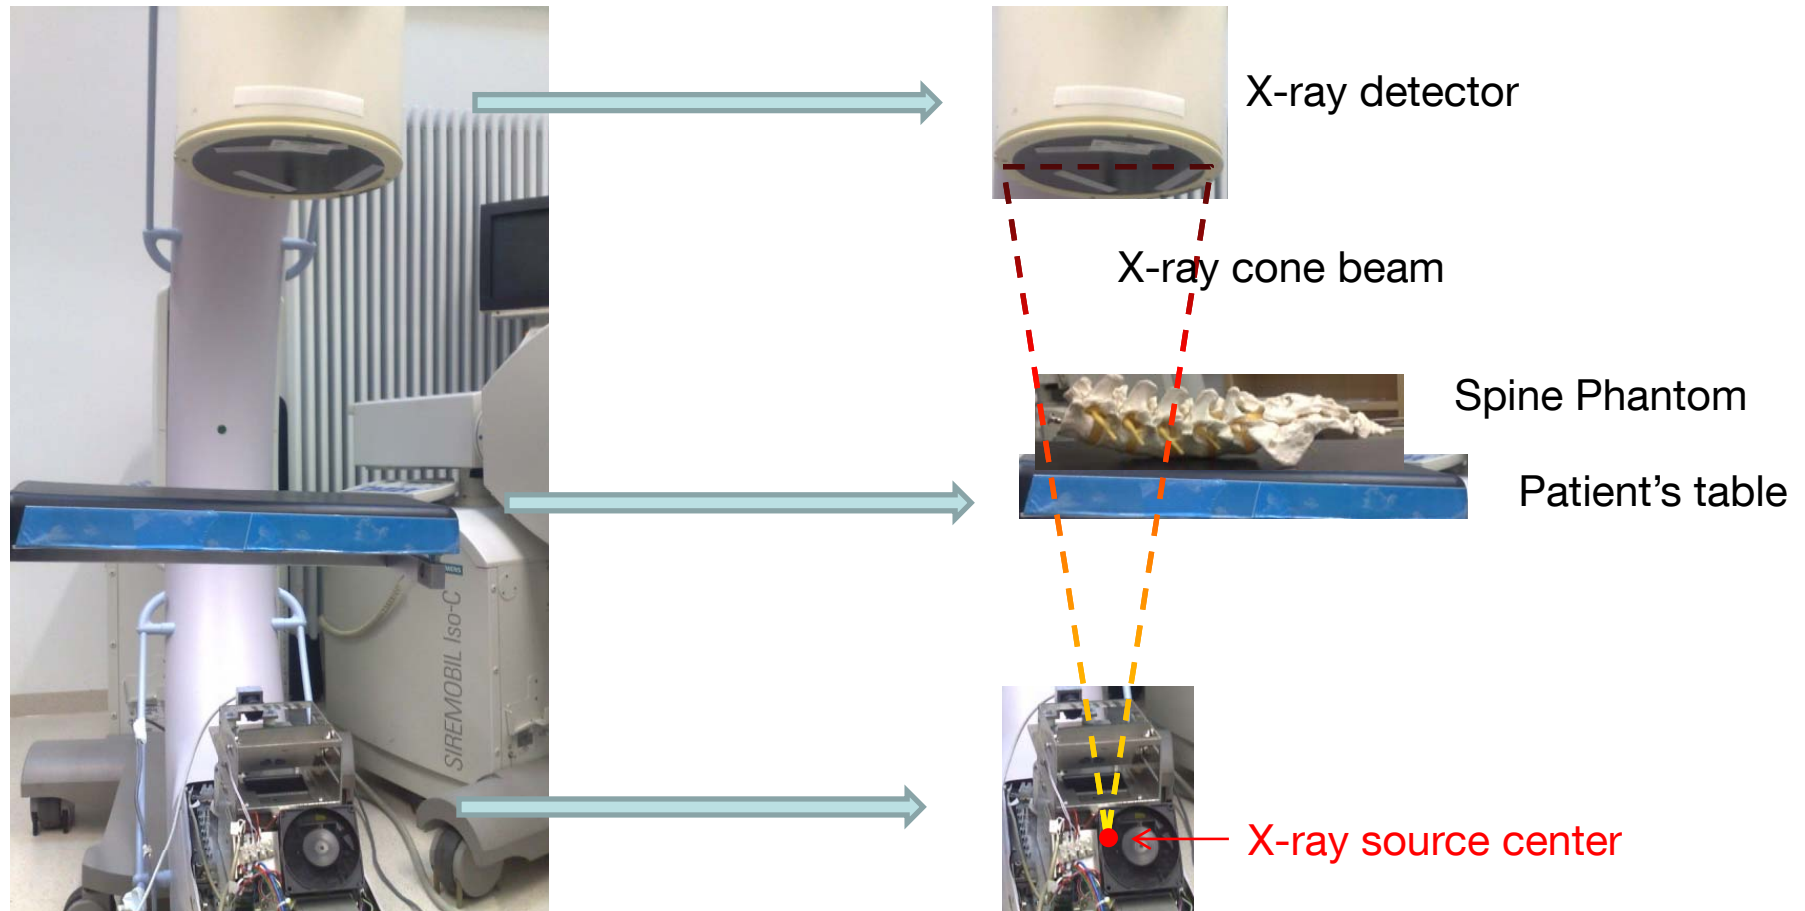 X-ray detector
X-ray cone beam
Spine Phantom
Patient’s table
SIREMOBIL Iso-C
X-ray source center